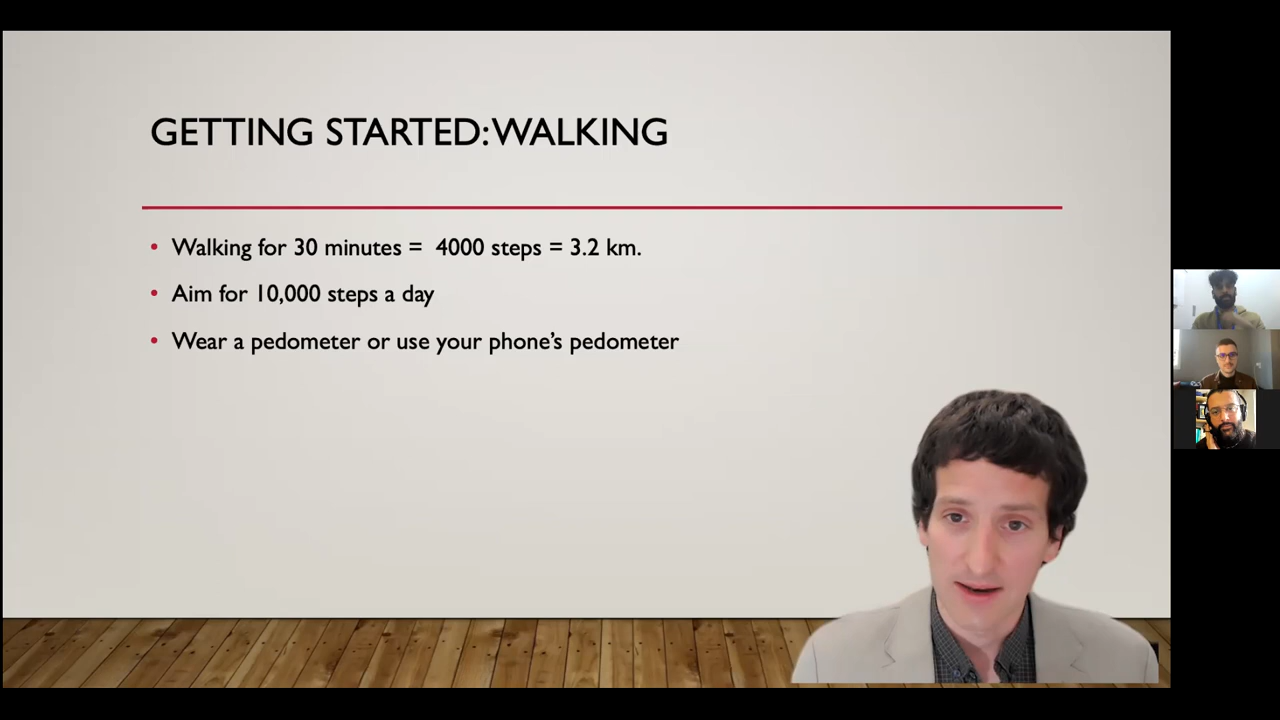 GETTING STARTED: WALKING
• Walking for 30 minutes = 4000 steps = 3.2 km.
• Aim for 10,000 steps a day
• Wear a pedometer or use your phone's pedometer